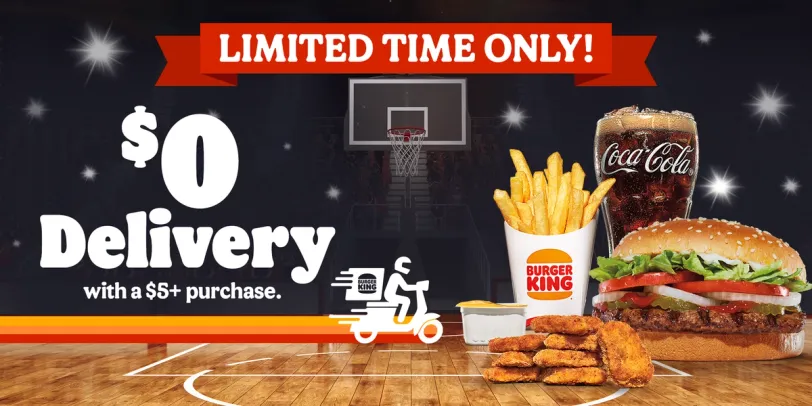 LIMITED TIME ONLY!
$0
Delivery
with a $5+ purchase.
BURGER
KING
Coca-Cola
BURGER
KING